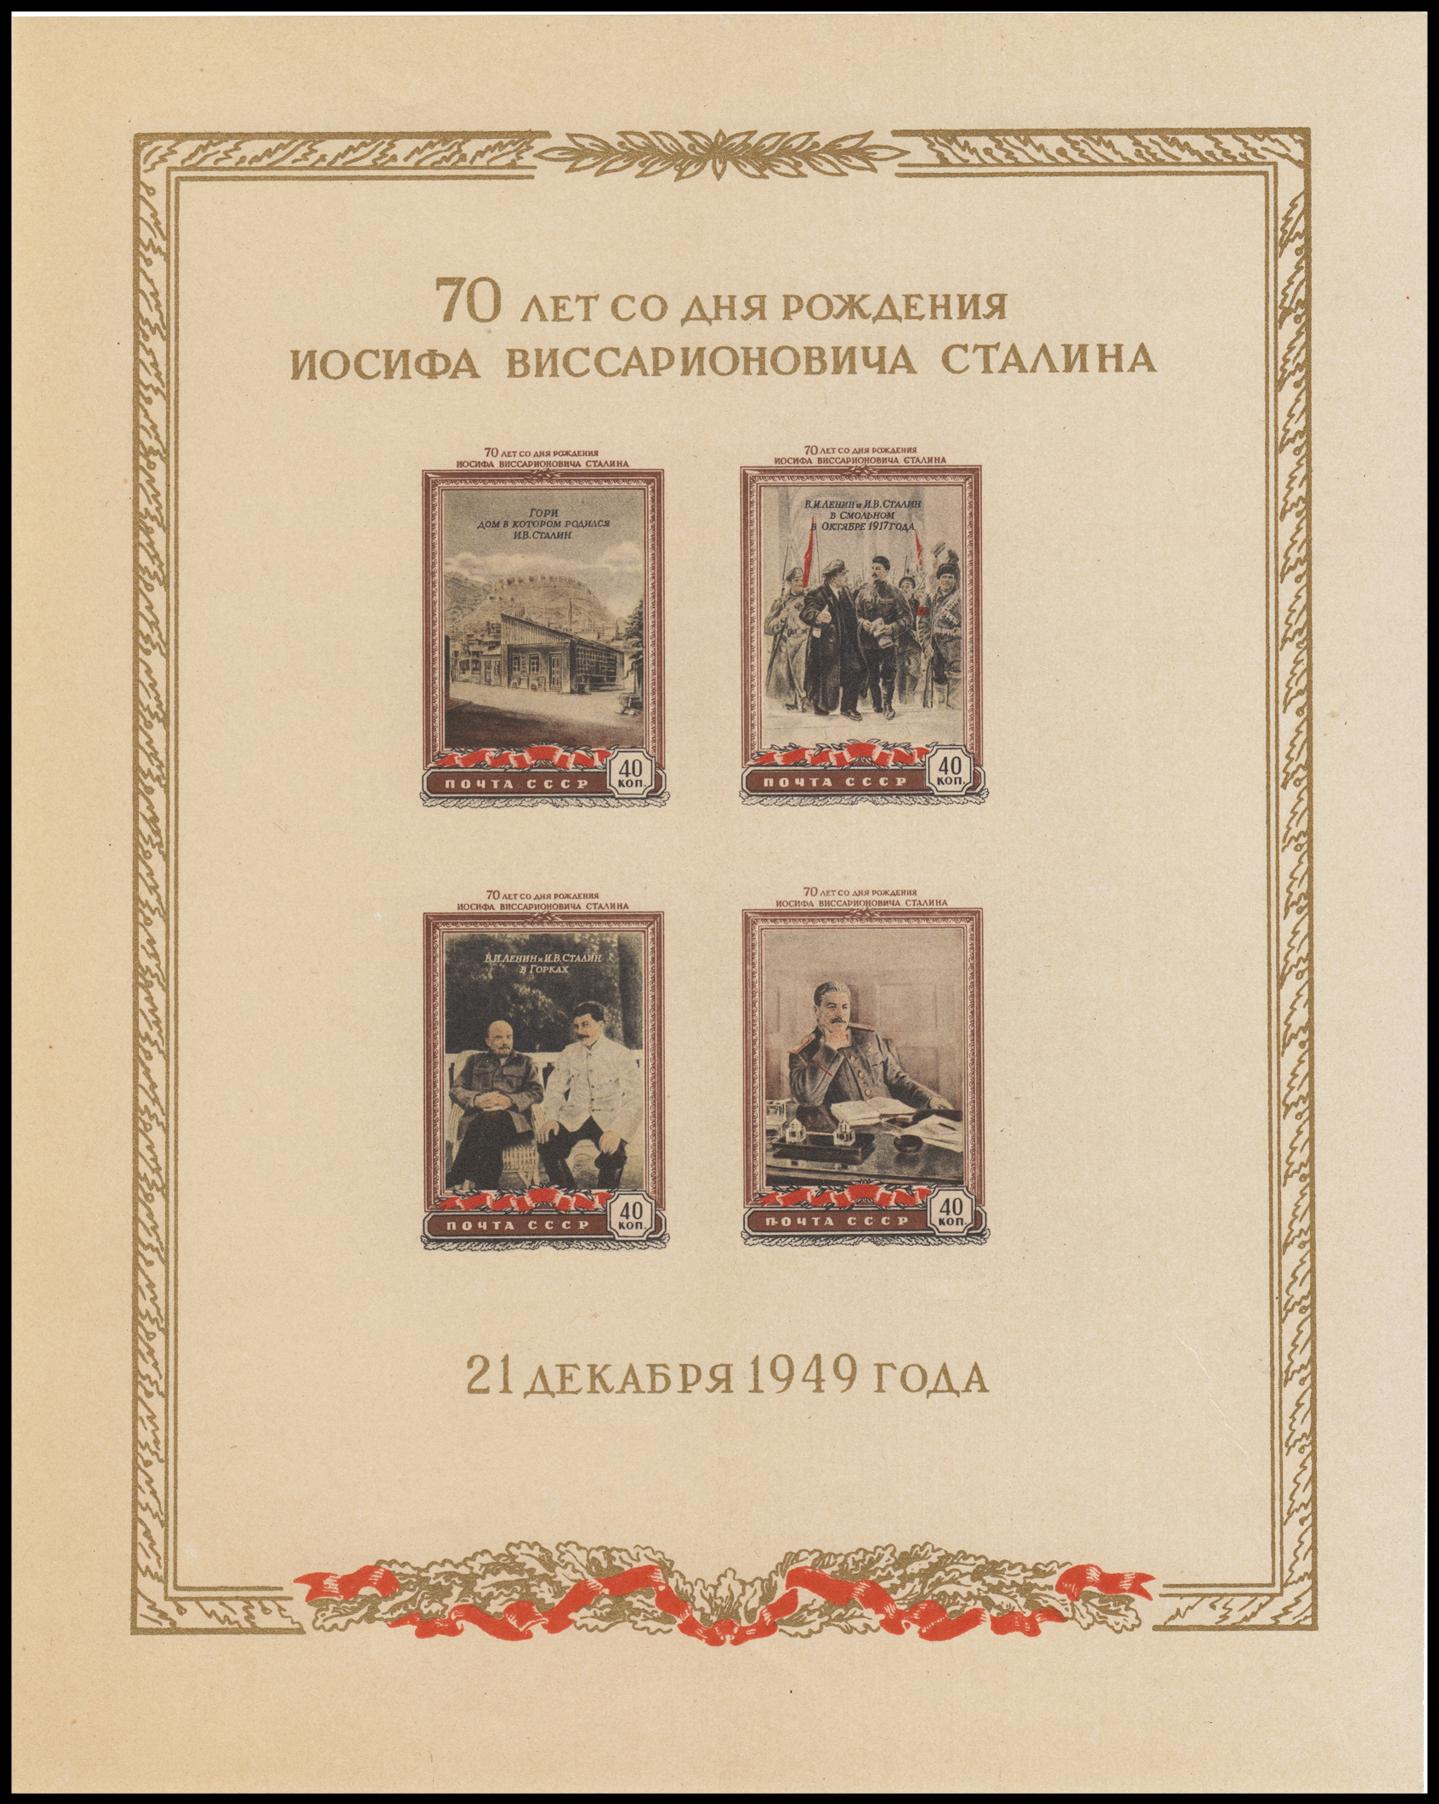 70 ЛЕТ СО ДНЯ РОЖДЕНИЯ
ИОСИФА ВИССАРИОНОВИЧА СТАЛИНА
70 ЛЕТ СО ДНЯ РОЖДЕНИЯ
ИОСИФА ВИССАРИОНОВИЧА СТАЛИНА
ГОРИ
ДОМ В КОТОРОМ РОДИЛСЯ
И.В. СТАЛИН
ПОЧТА СССР
40
КОП.
70 ЛЕТ СО ДНЯ РОЖДЕНИЯ
ИОСИФА ВИССАРИОНОВИЧА СТАЛИНА
В.И.ЛЕНИН и И.В.СТАЛИН
В СМОЛЬНОМ
В ОКТЯБРЕ 1917 ГОДА
ПОЧТА СССР
40
КОП.
70 ЛЕТ СО ДНЯ РОЖДЕНИЯ
ИОСИФА ВИССАРИОНОВИЧА СТАЛИНА
В.И.ЛЕНИН и И.В.СТАЛИН
В ГОРКАХ
ПОЧТА СССР
40
КОП.
70 ЛЕТ СО ДНЯ РОЖДЕНИЯ
ИОСИФА ВИССАРИОНОВИЧА СТАЛИНА
ПОЧТА СССР
40
КОП.
21 ДЕКАБРЯ 1949 ГОДА